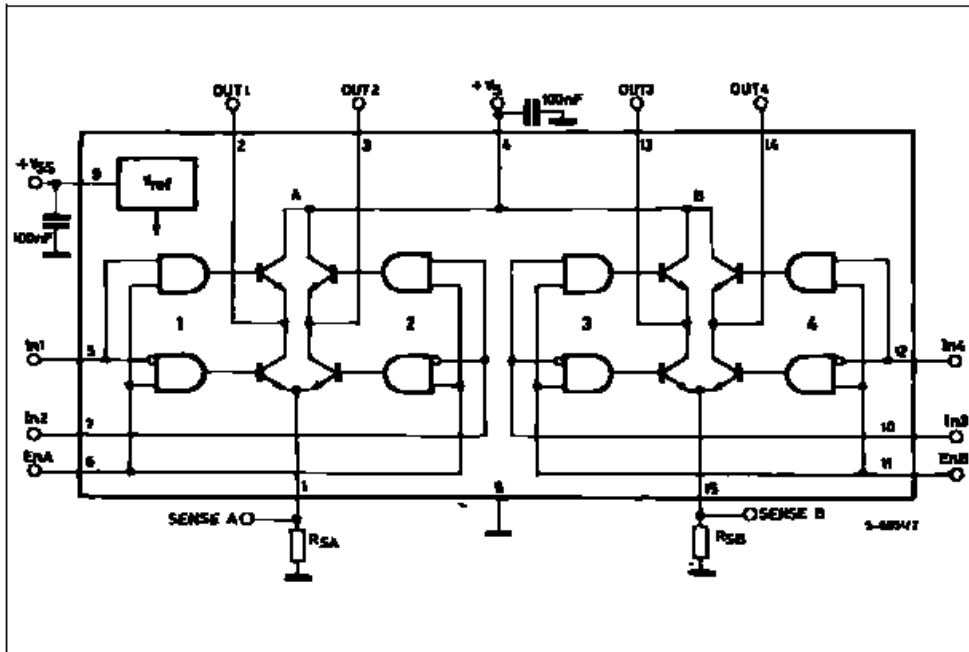 OUT1 OUT2 +VS 100nF OUT3 OUT4
2 3 4 13 14
+VSS 9 Vref A B
100nF
1 2 3 4
In1 5 12 In4
In2 7 10 In3
EnA 6 11 EnB
1 8 15
SENSE A SENSE B
RSA RSB